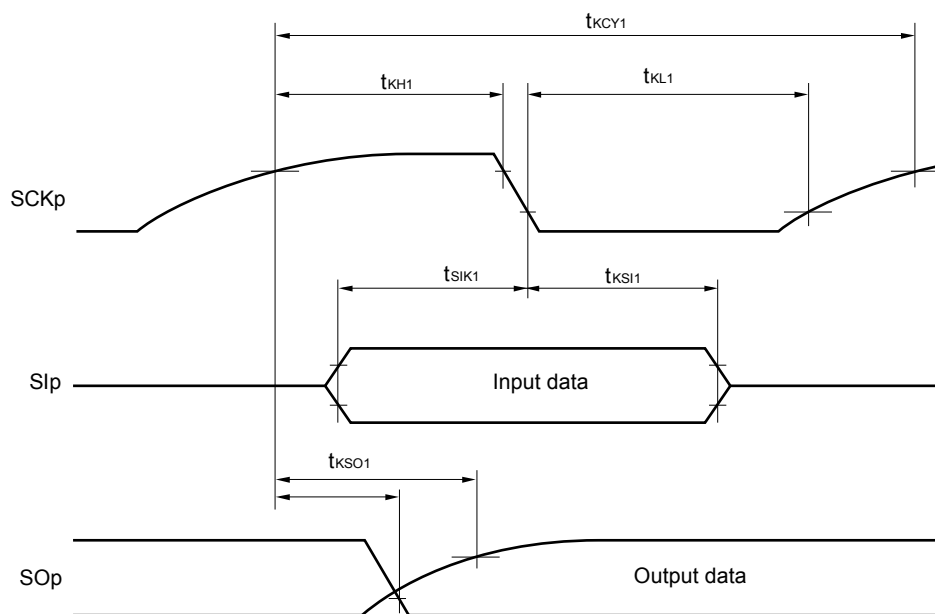 tKCY1
tKH1
tKL1
SCKp
tSIK1
tKSI1
SIp
Input data
tKSO1
SOp
Output data